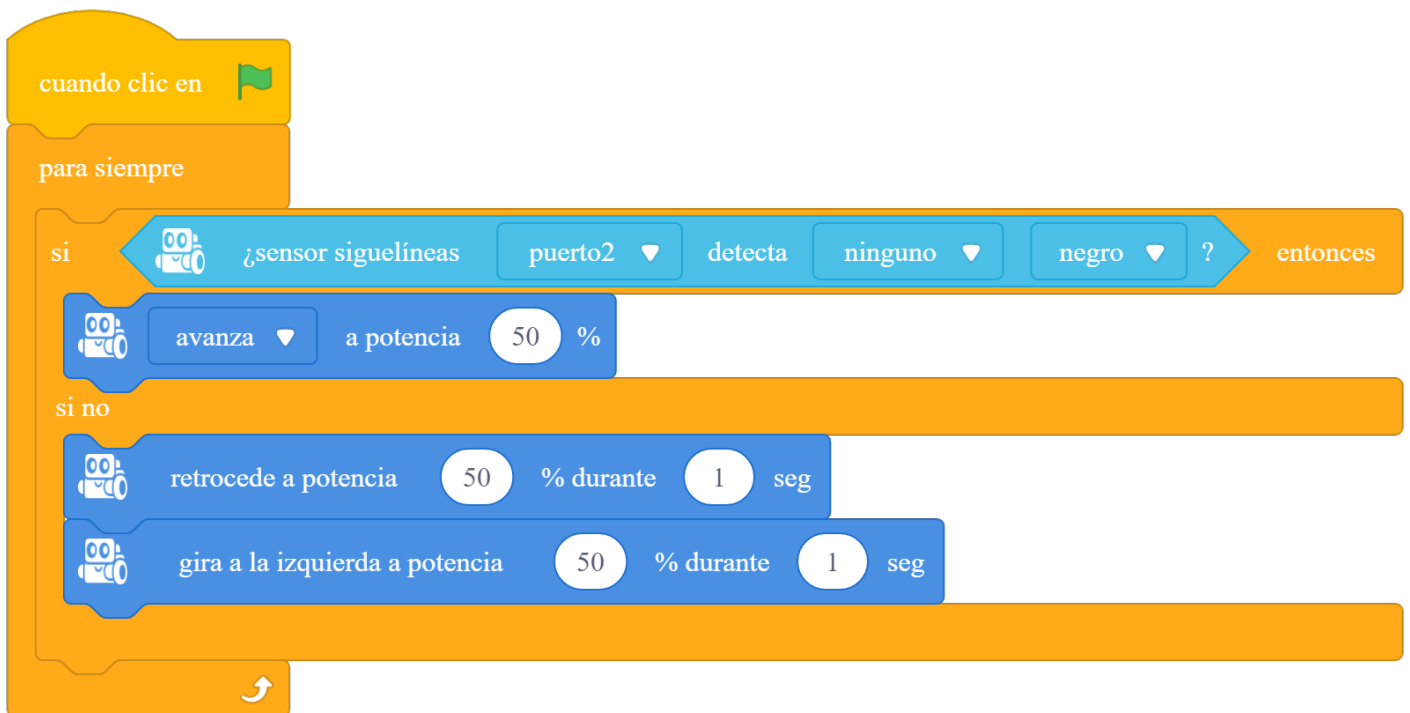 cuando clic en
para siempre
si ¿sensor siguelíneas puerto2 detecta ninguno negro ? entonces
avanza a potencia 50 %
si no
retrocede a potencia 50 % durante 1 seg
gira a la izquierda a potencia 50 % durante 1 seg